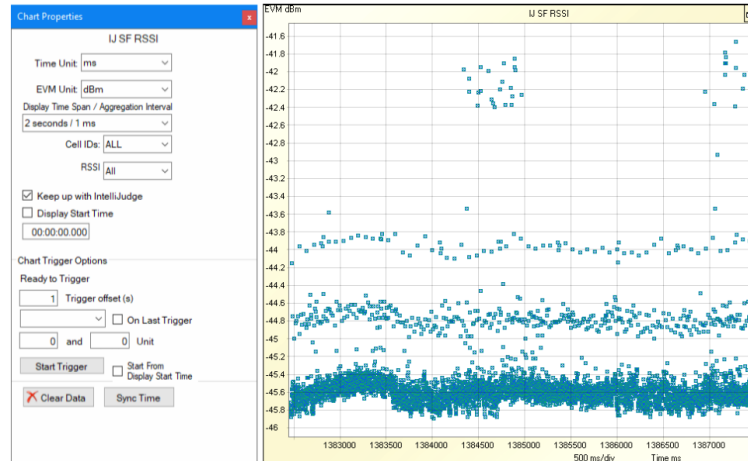 Chart Properties
x
IJ SF RSSI
Time Unit: ms
EVM Unit: dBm
Display Time Span / Aggregation Interval
2 seconds / 1 ms
Cell IDs: ALL
RSSI All
Keep up with IntelliJudge
Display Start Time
00:00:00.000
Chart Trigger Options
Ready to Trigger
1 Trigger offset (s)
On Last Trigger
0 and 0 Unit
Start Trigger
Start From
Display Start Time
Clear Data
Sync Time
EVM dBm
IJ SF RSSI
-41.6
-41.8
-42
-42.2
-42.4
-42.6
-42.8
-43
-43.2
-43.4
-43.6
-43.8
-44
-44.2
-44.4
-44.6
-44.8
-45
-45.2
-45.4
-45.6
-45.8
-46
1383000 1383500 1384000 1384500 1385000 1385500 1386000 1386500 1387000
500 ms/div Time ms